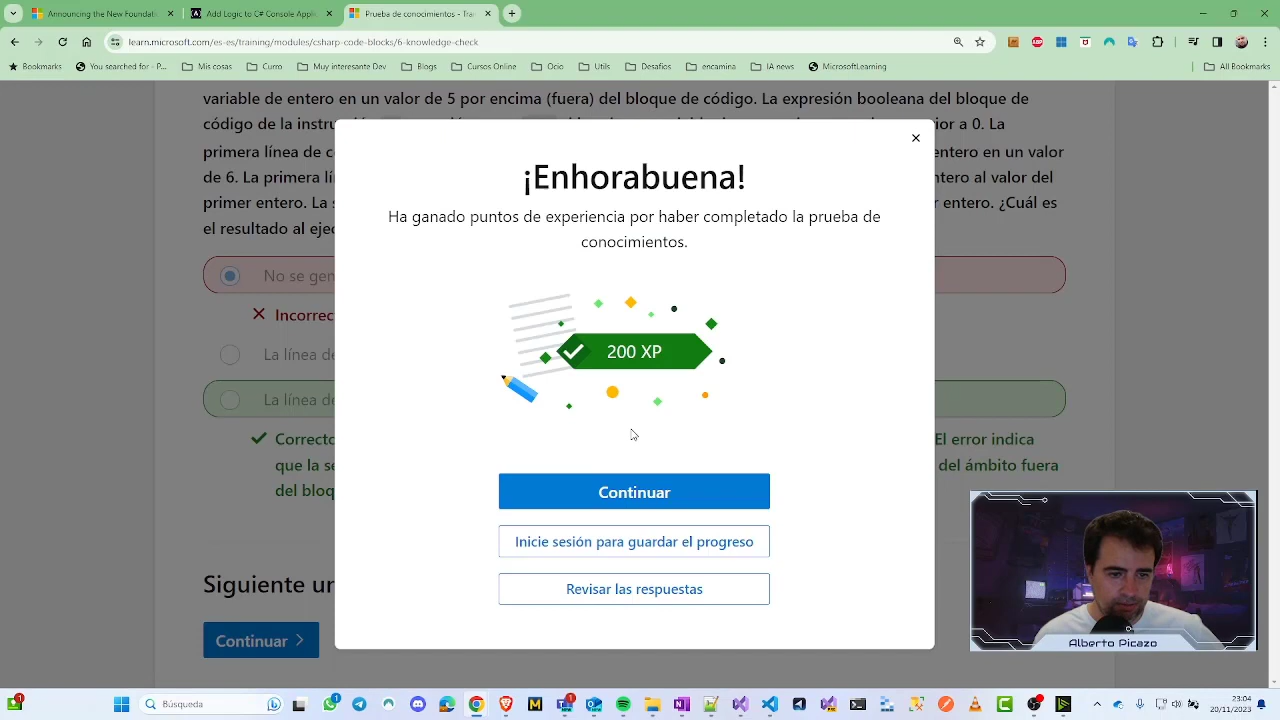 Announcing the New Foundati
Add Logic to C# Console Appli
Prueba de conocimientos - Tra
learn.microsoft.com/es-es/training/modules/csharp-code-blocks/6-knowledge-check
Bookmarks
You searched for - P...
Mis cosas
Curro
Muy interesante Dev
Blogs
Cursos Online
Ocio
Utils
Desafios
encamina
IA news
MicrosoftLearning
All Bookmarks
variable de entero en un valor de 5 por encima (fuera) del bloque de código. La expresión booleana del bloque de
código de la instru
rior a 0. La
primera línea de c
entero en un valor
de 6. La primera lí
ntero al valor del
primer entero. La s
r entero. ¿Cuál es
el resultado al ejec
No se gen
Incorrec
La línea de
La línea de
Correcto
El error indica
que la se
del ámbito fuera
del bloq
Siguiente un
Continuar
¡Enhorabuena!
Ha ganado puntos de experiencia por haber completado la prueba de
conocimientos.
200 XP
Continuar
Inicie sesión para guardar el progreso
Revisar las respuestas
Alberto Picazo
Búsqueda
23:04
20/11/2023